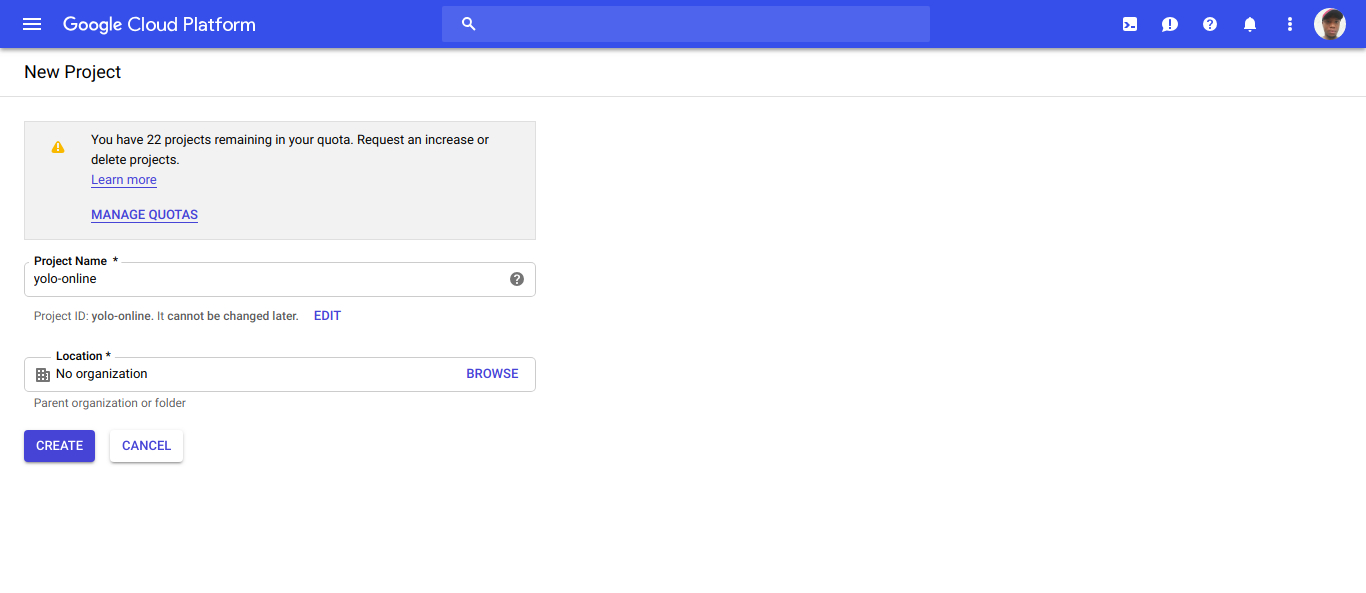 Google Cloud Platform
New Project
You have 22 projects remaining in your quota. Request an increase or
delete projects.
Learn more
MANAGE QUOTAS
Project Name *
yolo-online
Project ID: yolo-online. It cannot be changed later. EDIT
Location *
No organization BROWSE
Parent organization or folder
CREATE CANCEL